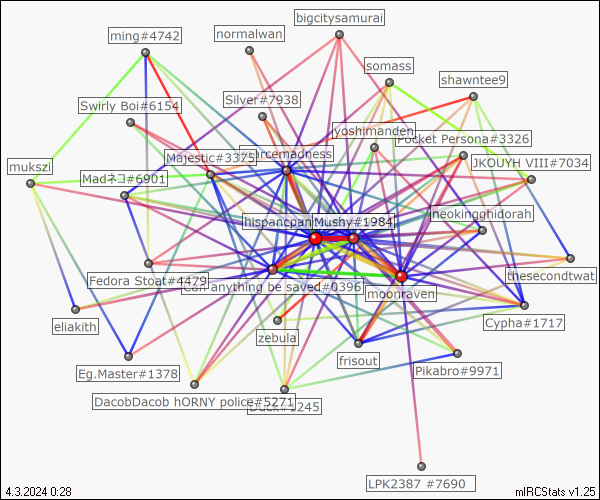 bigcitysamurai
ming#4742
normalwan
somass
shawntee9
Silver#7938
Swirly Boi#6154
yoshimanden
Pocket Persona#3326
Majestic#3375
arcemadness
JKOUYH VIII#7034
mukszi
Madネコ#6901
neokingghidorah
hispancpan
Mushy#1984
Fedora Stoat#4479
thesecondtwat
Can anything be saved#0396
moonraven
eliakith
Cypha#1717
zebula
frisout
Eg.Master#1378
Pikabro#9971
DacobDacob hORNY police#5271
#1245
LPK2387 #7690
4.3.2024 0:28
mIRCStats v1.25